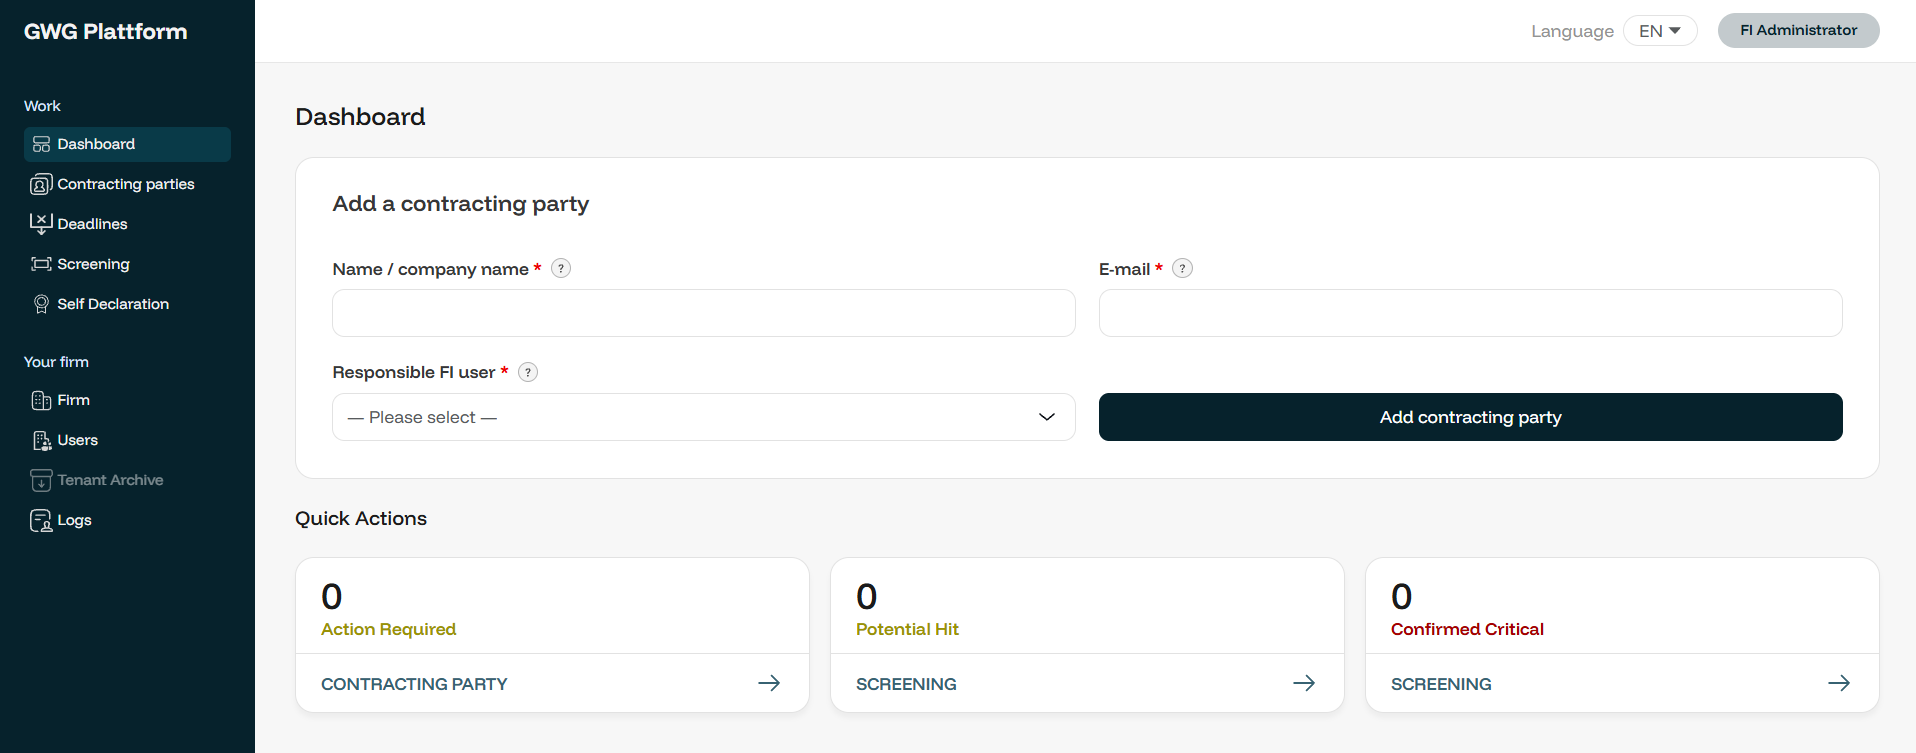 GWG Plattform
Language
EN
FI Administrator
Work
Dashboard
Contracting parties
Deadlines
Screening
Self Declaration
Your firm
Firm
Users
Tenant Archive
Logs
Dashboard
Add a contracting party
Name / company name * ?
E-mail * ?
Responsible FI user * ?
— Please select —
Add contracting party
Quick Actions
0
Action Required
CONTRACTING PARTY
0
Potential Hit
SCREENING
0
Confirmed Critical
SCREENING